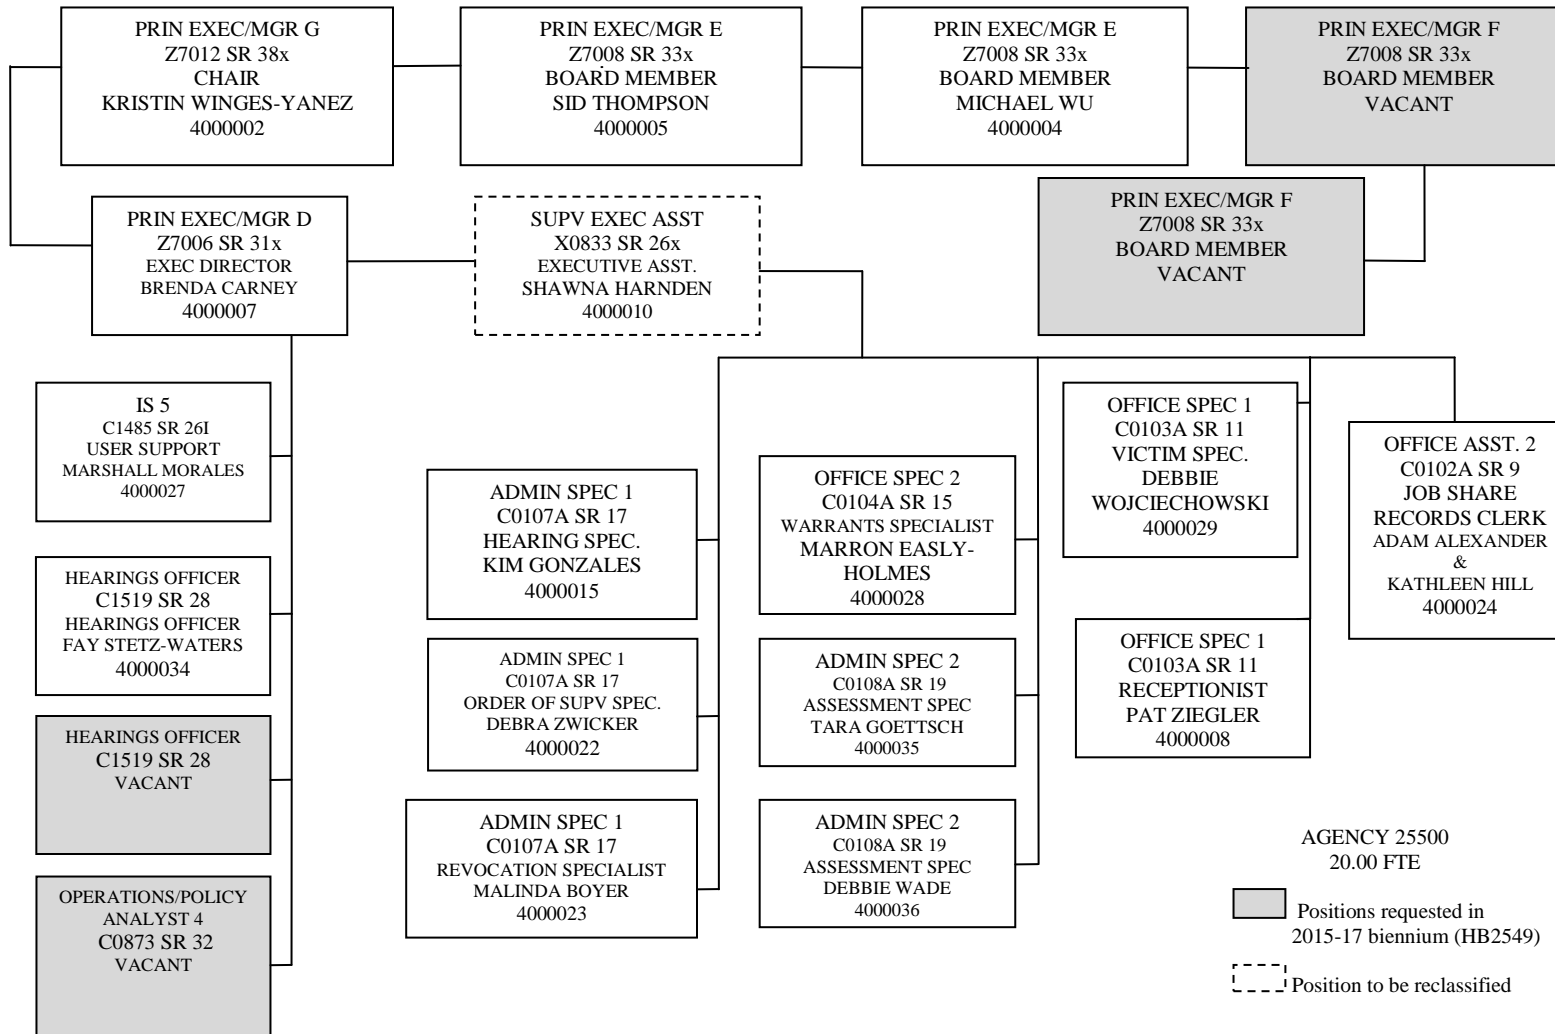 PRIN EXEC/MGR G
Z7012 SR 38x
CHAIR
KRISTIN WINGES-YANEZ
4000002
PRIN EXEC/MGR E
Z7008 SR 33x
BOARD MEMBER
SID THOMPSON
4000005
PRIN EXEC/MGR E
Z7008 SR 33x
BOARD MEMBER
MICHAEL WU
4000004
PRIN EXEC/MGR F
Z7008 SR 33x
BOARD MEMBER
VACANT
PRIN EXEC/MGR D
Z7006 SR 31x
EXEC DIRECTOR
BRENDA CARNEY
4000007
SUPV EXEC ASST
X0833 SR 26x
EXECUTIVE ASST.
SHAWNA HARNDEN
4000010
PRIN EXEC/MGR F
Z7008 SR 33x
BOARD MEMBER
VACANT
IS 5
C1485 SR 26I
USER SUPPORT
MARSHALL MORALES
4000027
HEARINGS OFFICER
C1519 SR 28
HEARINGS OFFICER
FAY STETZ-WATERS
4000034
HEARINGS OFFICER
C1519 SR 28
VACANT
OPERATIONS/POLICY
ANALYST 4
C0873 SR 32
VACANT
ADMIN SPEC 1
C0107A SR 17
HEARING SPEC.
KIM GONZALES
4000015
ADMIN SPEC 1
C0107A SR 17
ORDER OF SUPV SPEC.
DEBRA ZWICKER
4000022
ADMIN SPEC 1
C0107A SR 17
REVOCATION SPECIALIST
MALINDA BOYER
4000023
OFFICE SPEC 2
C0104A SR 15
WARRANTS SPECIALIST
MARRON EASLY-
HOLMES
4000028
ADMIN SPEC 2
C0108A SR 19
ASSESSMENT SPEC
TARA GOETTSCH
4000035
ADMIN SPEC 2
C0108A SR 19
ASSESSMENT SPEC
DEBBIE WADE
4000036
OFFICE SPEC 1
C0103A SR 11
VICTIM SPEC.
DEBBIE
WOJCIECHOWSKI
4000029
OFFICE SPEC 1
C0103A SR 11
RECEPTIONIST
PAT ZIEGLER
4000008
OFFICE ASST. 2
C0102A SR 9
JOB SHARE
RECORDS CLERK
ADAM ALEXANDER
&
KATHLEEN HILL
4000024
AGENCY 25500
20.00 FTE
Positions requested in
2015-17 biennium (HB2549)
Position to be reclassified